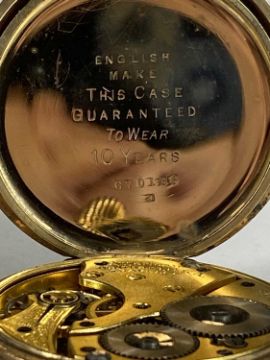 ENGLISH
MAKE
THIS CASE
GUARANTEED
TO WEAR
10 YEARS